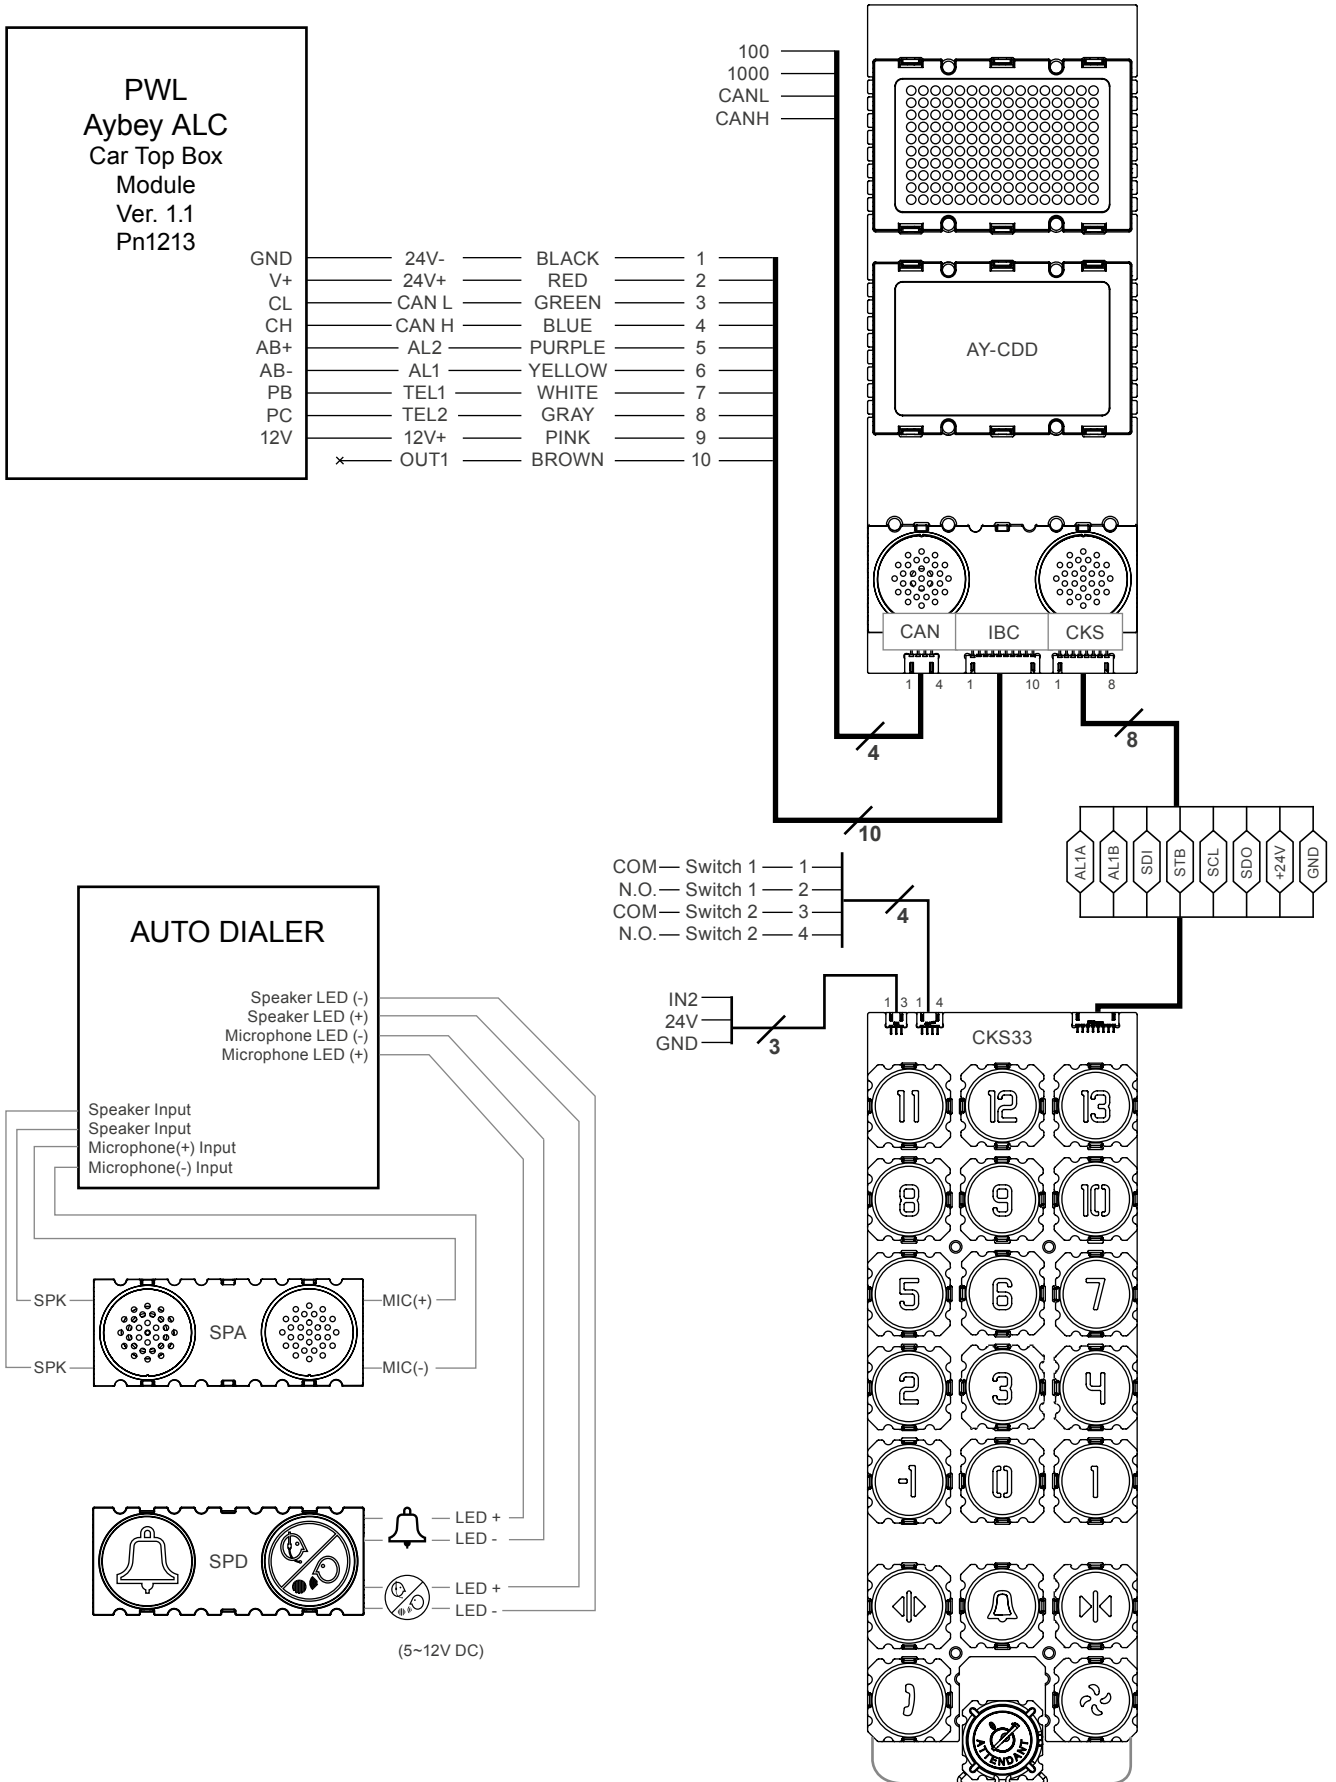 PWL
Aybey ALC
Car Top Box
Module
Ver. 1.1
Pn1213
GND 24V- BLACK 1
V+ 24V+ RED 2
CL CAN L GREEN 3
CH CAN H BLUE 4
AB+ AL2 PURPLE 5
AB- AL1 YELLOW 6
PB TEL1 WHITE 7
PC TEL2 GRAY 8
12V 12V+ PINK 9
OUT1 BROWN 10
100
1000
CANL
CANH
AY-CDD
CAN IBC CKS
1 4 1 10 1 8
4
8
10
AL1A AL1B SDI STB SCL SDO +24V GND
COM Switch 1 1
N.O. Switch 1 2
COM Switch 2 3
N.O. Switch 2 4
4
IN2
24V
GND
3
1 3 1 4
CKS33
11 12 13
8 9 10
5 6 7
2 3 4
-1 0 1
ATTENDANT
AUTO DIALER
Speaker LED (-)
Speaker LED (+)
Microphone LED (-)
Microphone LED (+)
Speaker Input
Speaker Input
Microphone(+) Input
Microphone(-) Input
SPK SPA MIC(+)
SPK MIC(-)
SPD
LED +
LED -
LED +
LED -
(5~12V DC)